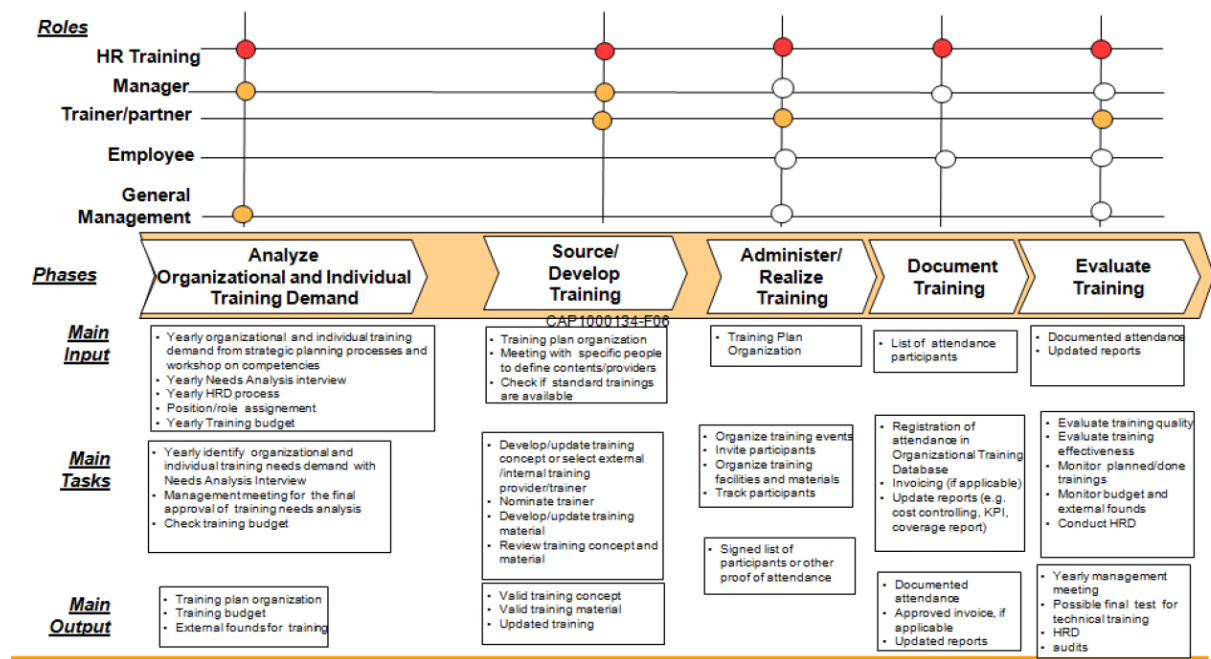 Roles
HR Training
Manager
Trainer/partner
Employee
General
Management
Phases
Analyze
Organizational and Individual
Training Demand
Source/
Develop
Training
Administer/
Realize
Training
Document
Training
Evaluate
Training
CAP1000134-F06
Main
Input
• Yearly organizational and individual training
demand from strategic planning processes and
workshop on competencies
• Yearly Needs Analysis interview
• Yearly HRD process
• Position/role assignement
• Yearly Training budget
• Training plan organization
• Meeting with specific people
to define contents/providers
• Check if standard trainings
are available
• Training Plan
Organization
• List of attendance
participants
• Documented attendance
• Updated reports
Main
Tasks
• Yearly identify organizational and
individual training needs demand with
Needs Analysis Interview
• Management meeting for the final
approval of training needs analysis
• Check training budget
• Develop/update training
concept or select external
/internal training
provider/trainer
• Nominate trainer
• Develop/update training
material
• Review training concept and
material
• Organize training events
• Invite participants
• Organize training
facilities and materials
• Track participants
• Registration of
attendance in
Organizational Training
Database
• Invoicing (if applicable)
• Update reports (e.g.
cost controlling, KPI,
coverage report)
• Evaluate training quality
• Evaluate training
effectiveness
• Monitor planned/done
trainings
• Monitor budget and
external founds
• Conduct HRD
Main
Output
• Training plan organization
• Training budget
• External founds for training
• Valid training concept
• Valid training material
• Updated training
• Signed list of
participants or other
proof of attendance
• Documented
attendance
• Approved invoice, if
applicable
• Updated reports
• Yearly management
meeting
• Possible final test for
technical training
• HRD
• audits